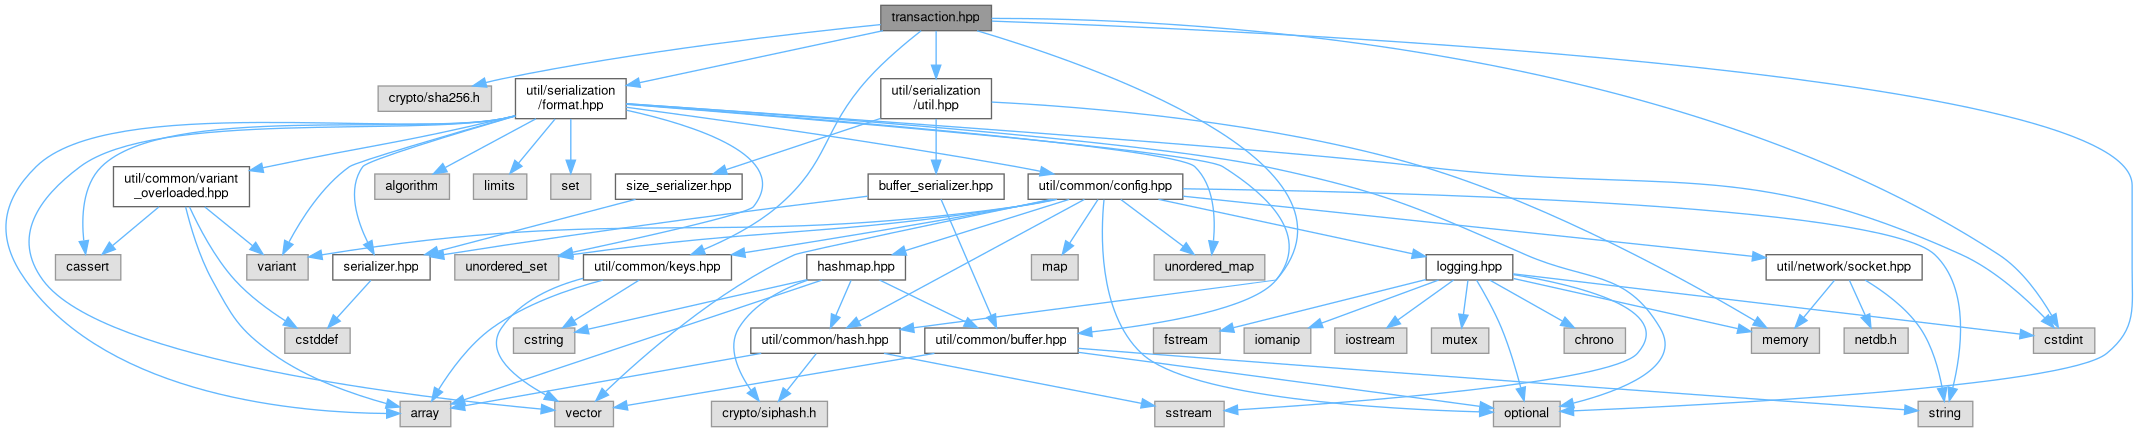 transaction.hpp
crypto/sha256.h
util/serialization
/format.hpp
util/serialization
/util.hpp
util/common/variant
_overloaded.hpp
algorithm
limits
set
size_serializer.hpp
buffer_serializer.hpp
util/common/config.hpp
cassert
variant
serializer.hpp
unordered_set
util/common/keys.hpp
hashmap.hpp
map
unordered_map
logging.hpp
util/network/socket.hpp
cstddef
cstring
util/common/hash.hpp
util/common/buffer.hpp
fstream
iomanip
iostream
mutex
chrono
memory
netdb.h
cstdint
array
vector
crypto/siphash.h
sstream
optional
string